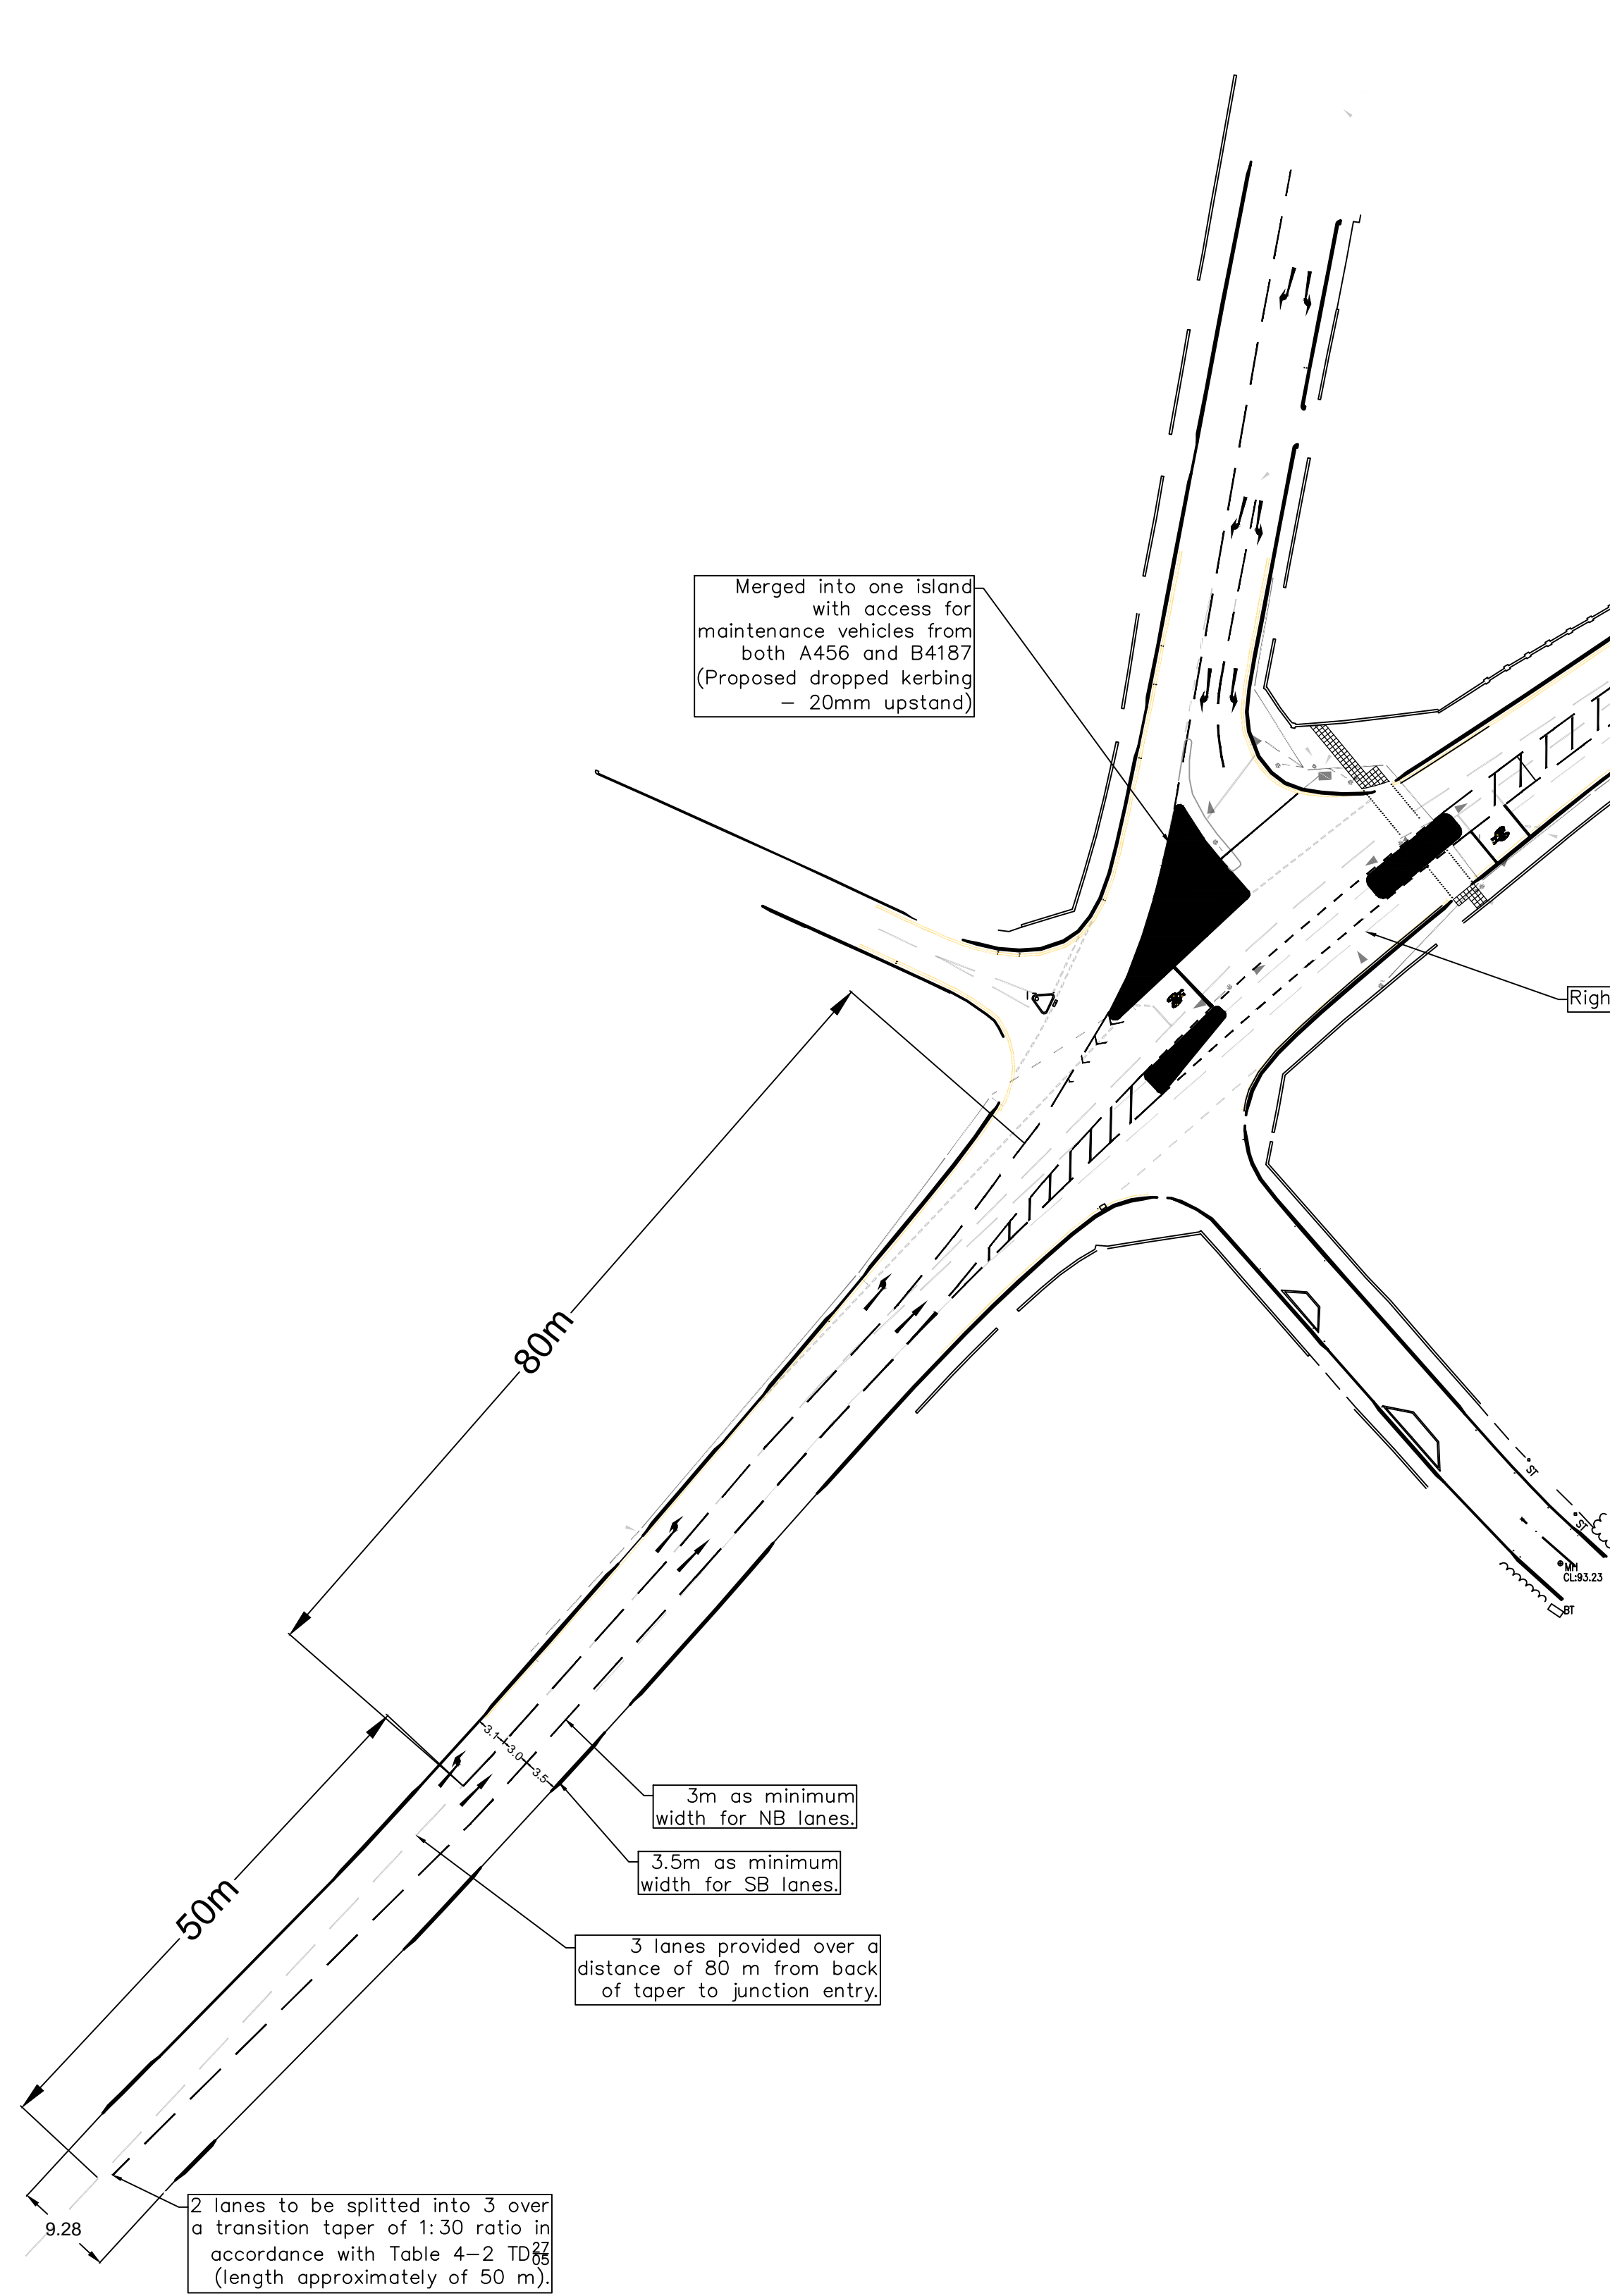 Merged into one island
with access for
maintenance vehicles from
both A456 and B4187
(Proposed dropped kerbing
– 20mm upstand)
Righ
80m
ST
ST
MH
CL:93.23
BT
3.1
3.0
3.5
3m as minimum
width for NB lanes.
3.5m as minimum
width for SB lanes.
50m
3 lanes provided over a
distance of 80 m from back
of taper to junction entry.
2 lanes to be splitted into 3 over
a transition taper of 1:30 ratio in
accordance with Table 4–2 TD 27/05
(length approximately of 50 m).
9.28